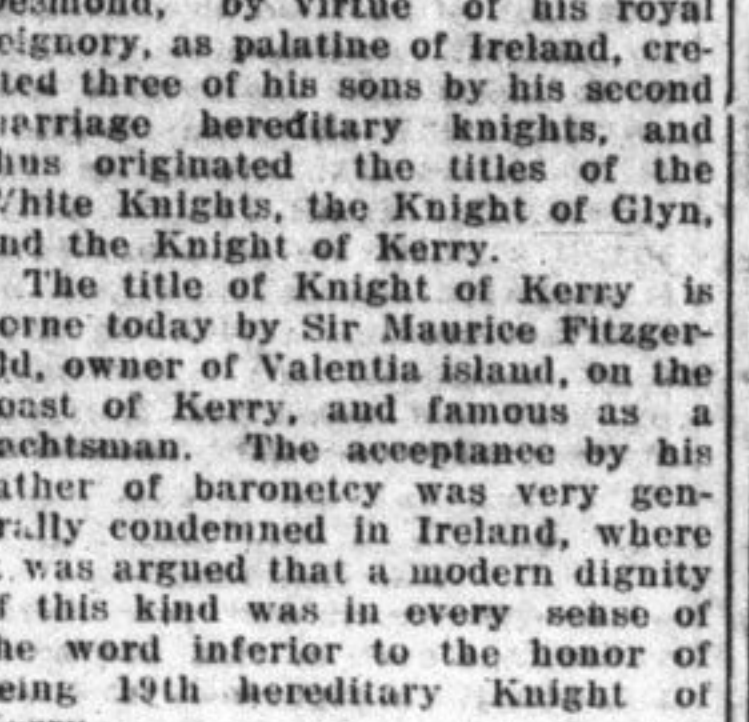 Desmond, by virtue of his royal
eignory, as palatine of Ireland, cre-
ted three of his sons by his second
arriage hereditary knights, and
hus originated the titles of the
White Knights, the Knight of Glyn,
nd the Knight of Kerry.
The title of Knight of Kerry is
orne today by Sir Maurice Fitzger-
ld, owner of Valentia island, on the
oast of Kerry, and famous as a
achtsman. The acceptance by his
ather of baronetcy was very gen-
rally condemned in Ireland, where
was argued that a modern dignity
f this kind was in every sense of
he word inferior to the honor of
eing 19th hereditary Knight of